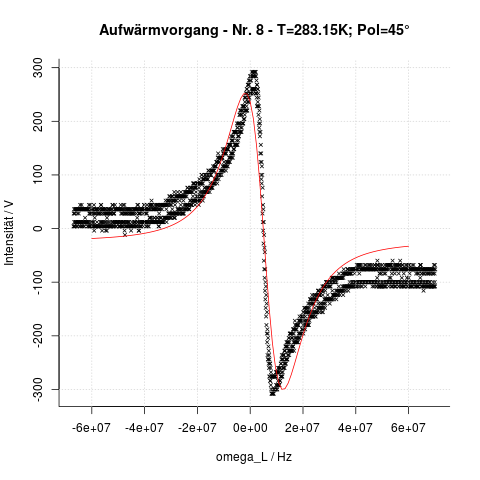 Aufwärmvorgang - Nr. 8 - T=283.15K; Pol=45°
300
200
100
0
-100
-200
-300
Intensität / V
-6e+07 -4e+07 -2e+07 0e+00 2e+07 4e+07 6e+07
omega_L / Hz